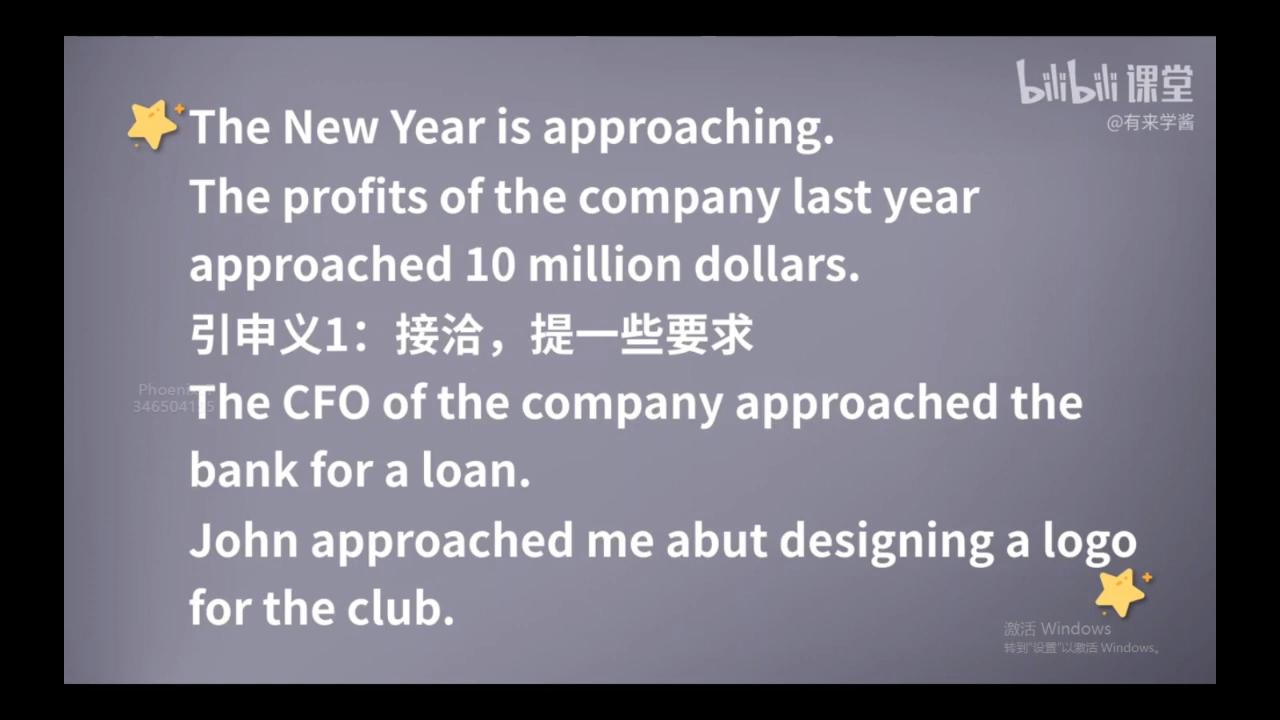 bilibili 课堂
@有来学酱
The New Year is approaching.
The profits of the company last year
approached 10 million dollars.
引申义1：接洽，提一些要求
The CFO of the company approached the
bank for a loan.
John approached me abut designing a logo
for the club.
激活 Windows
转到"设置"以激活 Windows。